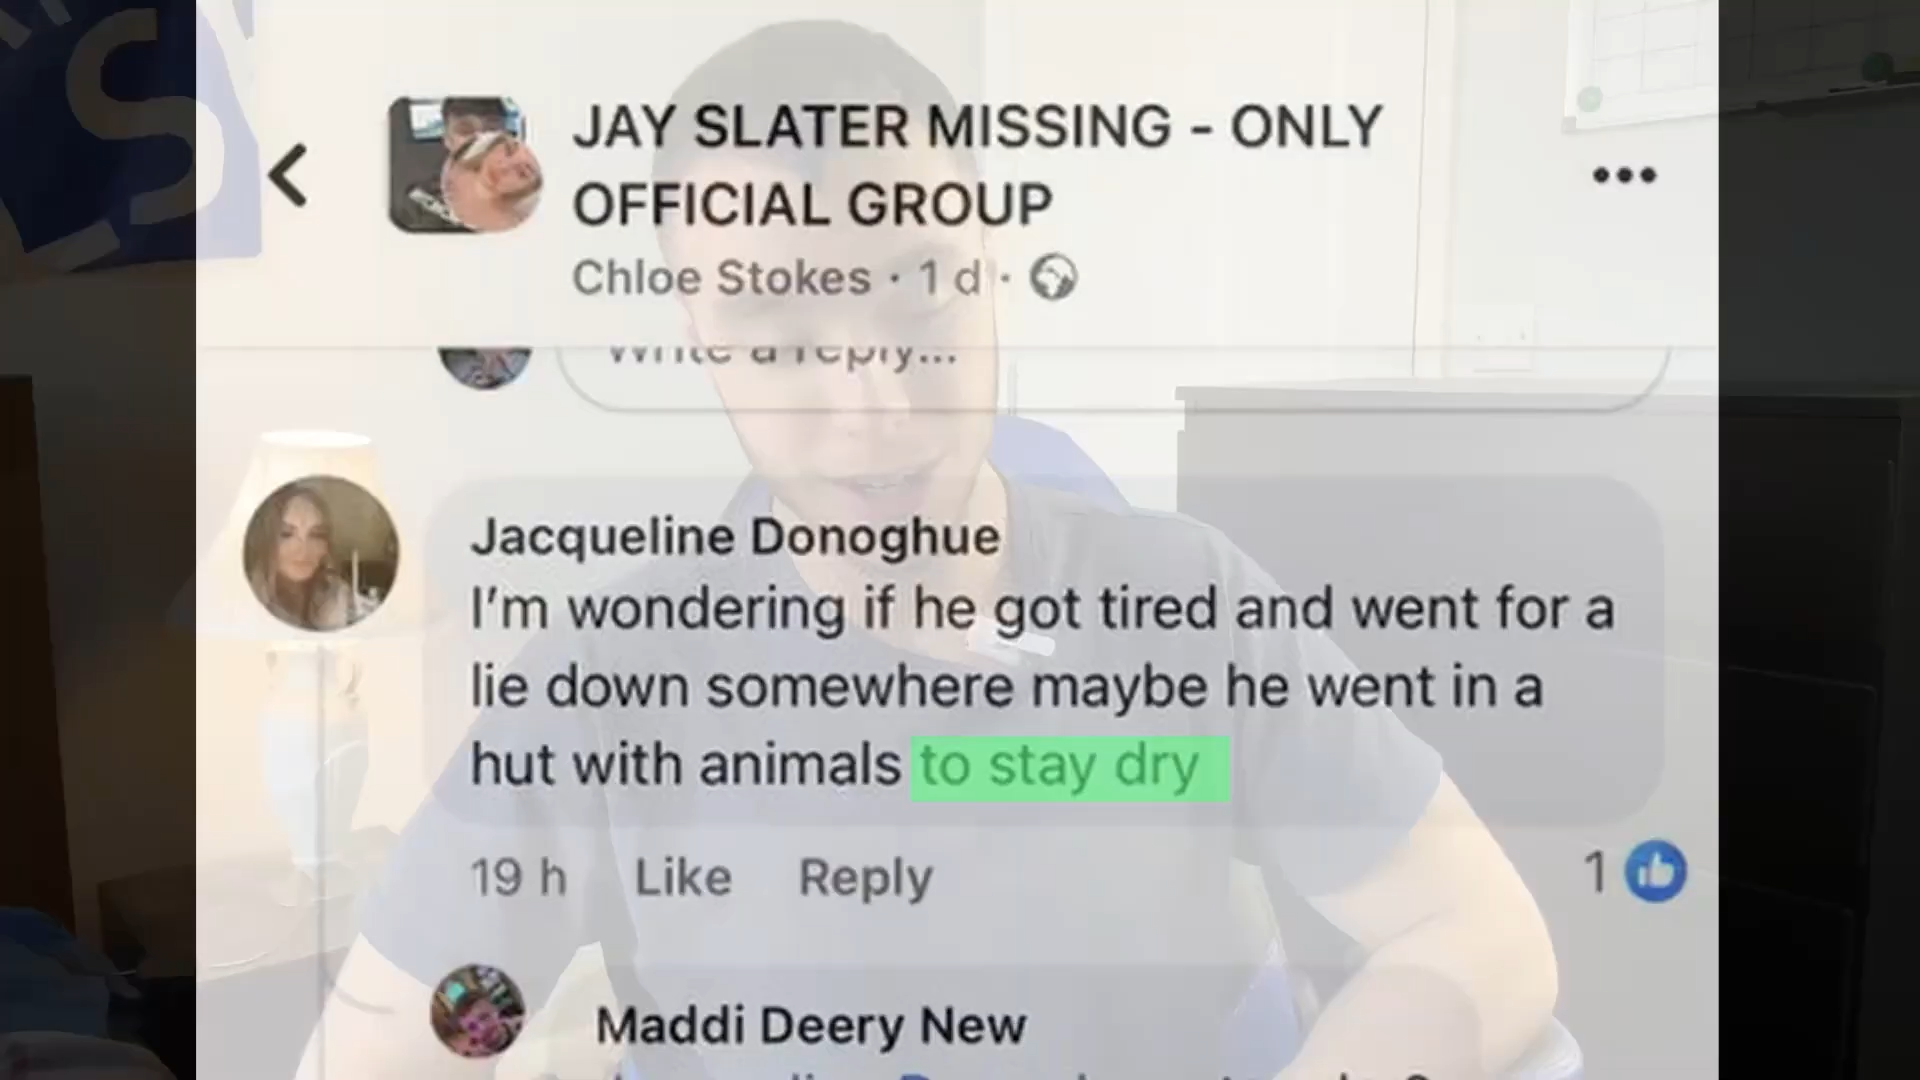 JAY SLATER MISSING - ONLY
OFFICIAL GROUP
Chloe Stokes · 1 d ·
Write a reply...
Jacqueline Donoghue
I'm wondering if he got tired and went for a
lie down somewhere maybe he went in a
hut with animals to stay dry
19 h Like Reply
1
Maddi Deery New